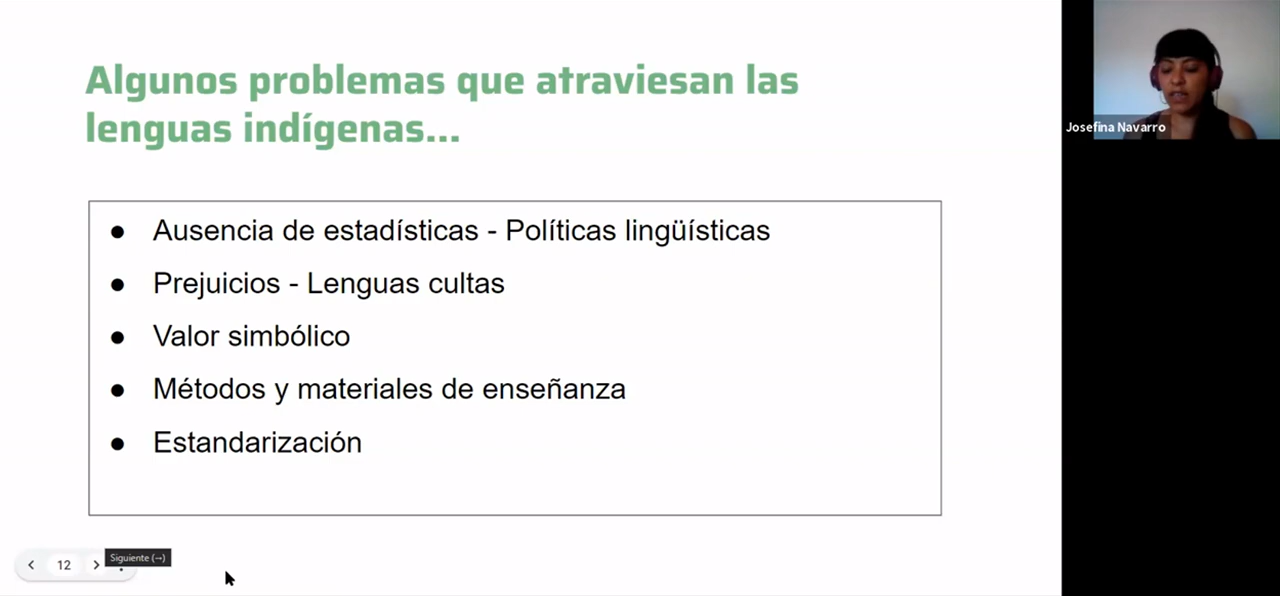 Algunos problemas que atraviesan las
lenguas indígenas...
● Ausencia de estadísticas - Políticas lingüísticas
● Prejuicios - Lenguas cultas
● Valor simbólico
● Métodos y materiales de enseñanza
● Estandarización
Josefina Navarro
Siguiente (→)
12